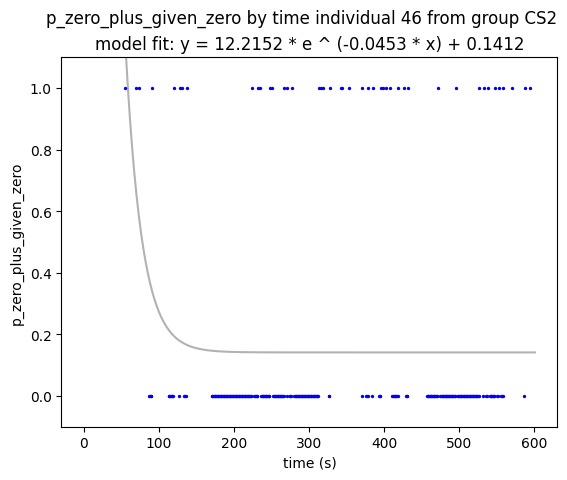 p_zero_plus_given_zero by time individual 46 from group CS2
model fit: y = 12.2152 * e ^ (-0.0453 * x) + 0.1412
p_zero_plus_given_zero
1.0
0.8
0.6
0.4
0.2
0.0
0 100 200 300 400 500 600
time (s)